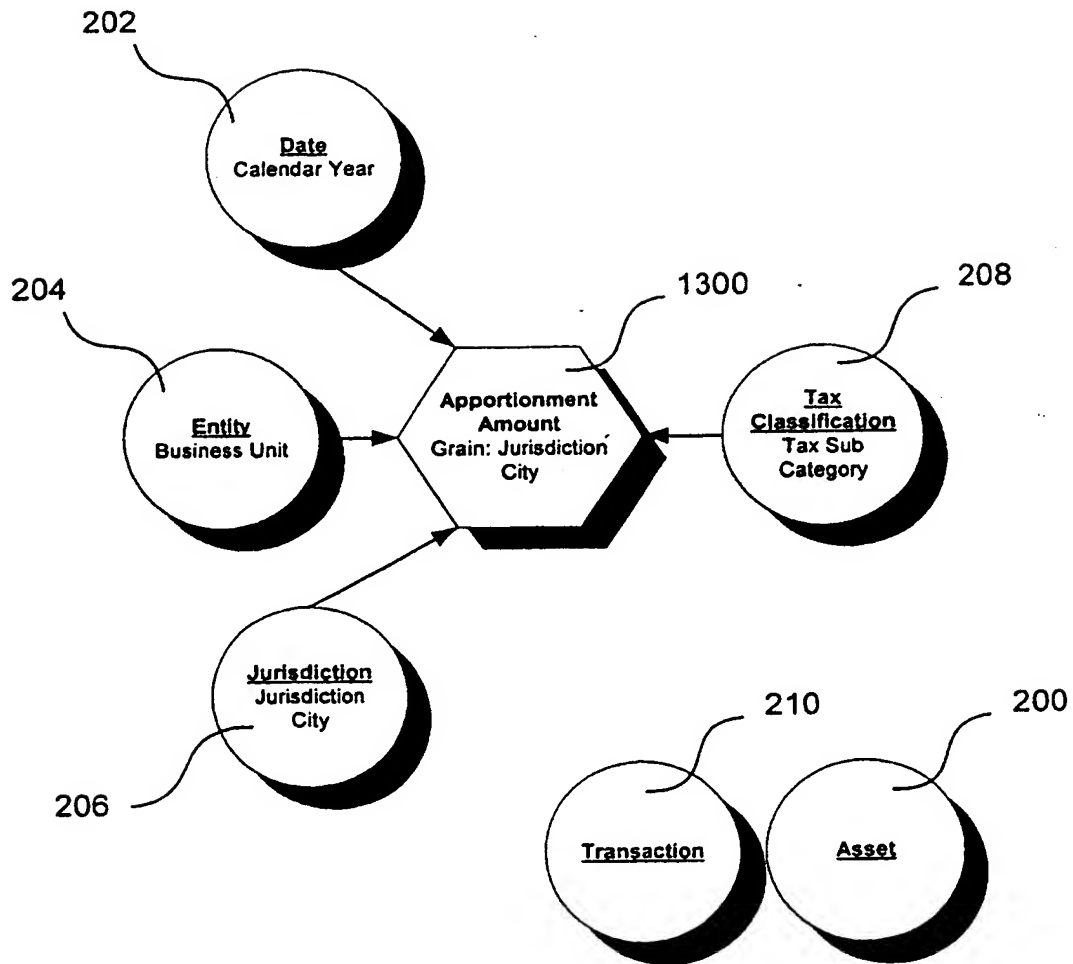 202
Date
Calendar Year
204
1300
208
Entity
Business Unit
Apportionment
Amount
Grain: Jurisdiction
City
Tax
Classification
Tax Sub
Category
Jurisdiction
Jurisdiction
City
206
210
200
Transaction
Asset